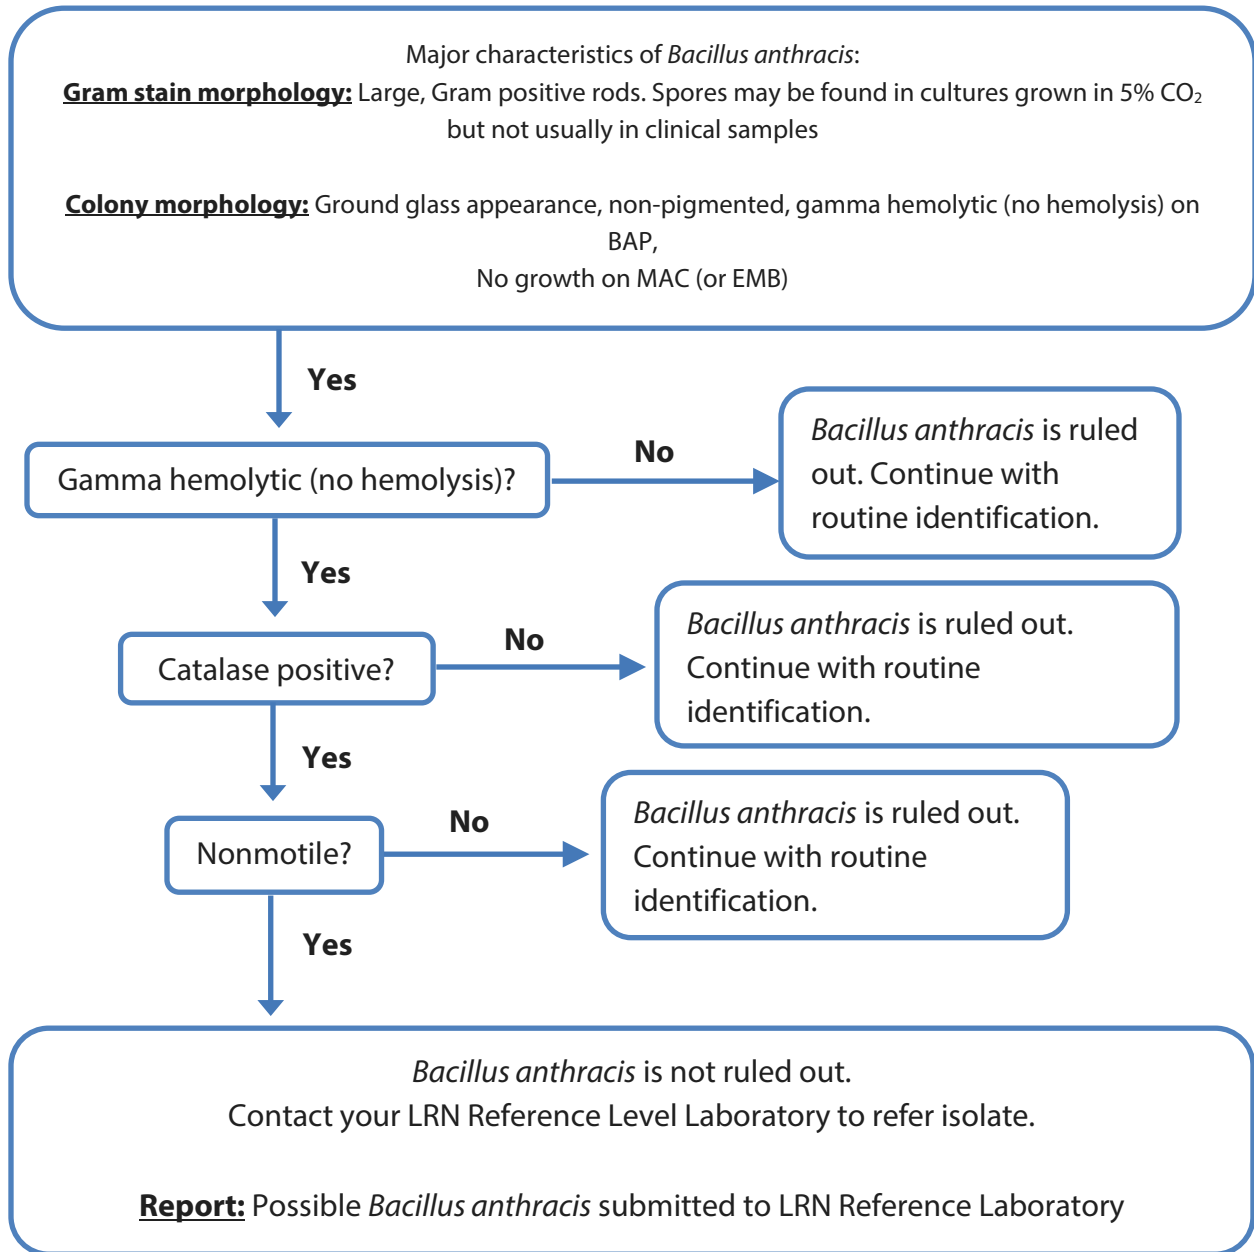 Major characteristics of Bacillus anthracis:
Gram stain morphology: Large, Gram positive rods. Spores may be found in cultures grown in 5% CO₂
but not usually in clinical samples
Colony morphology: Ground glass appearance, non-pigmented, gamma hemolytic (no hemolysis) on
BAP,
No growth on MAC (or EMB)
Yes
Gamma hemolytic (no hemolysis)?
No
Bacillus anthracis is ruled
out. Continue with
routine identification.
Yes
Catalase positive?
No
Bacillus anthracis is ruled out.
Continue with routine
identification.
Yes
Nonmotile?
No
Bacillus anthracis is ruled out.
Continue with routine
identification.
Yes
Bacillus anthracis is not ruled out.
Contact your LRN Reference Level Laboratory to refer isolate.
Report: Possible Bacillus anthracis submitted to LRN Reference Laboratory